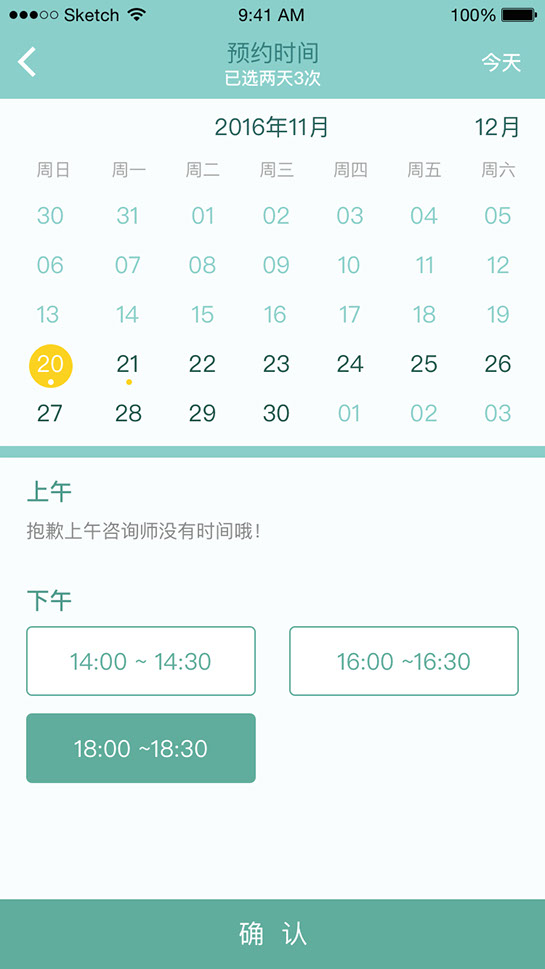 Sketch 9:41 AM 100%
预约时间 今天
已选两天3次
2016年11月 12月
周日 周一 周二 周三 周四 周五 周六
30 31 01 02 03 04 05
06 07 08 09 10 11 12
13 14 15 16 17 18 19
20 21 22 23 24 25 26
27 28 29 30 01 02 03
上午
抱歉上午咨询师没有时间哦！
下午
14:00 ~ 14:30 16:00 ~16:30
18:00 ~18:30
确 认